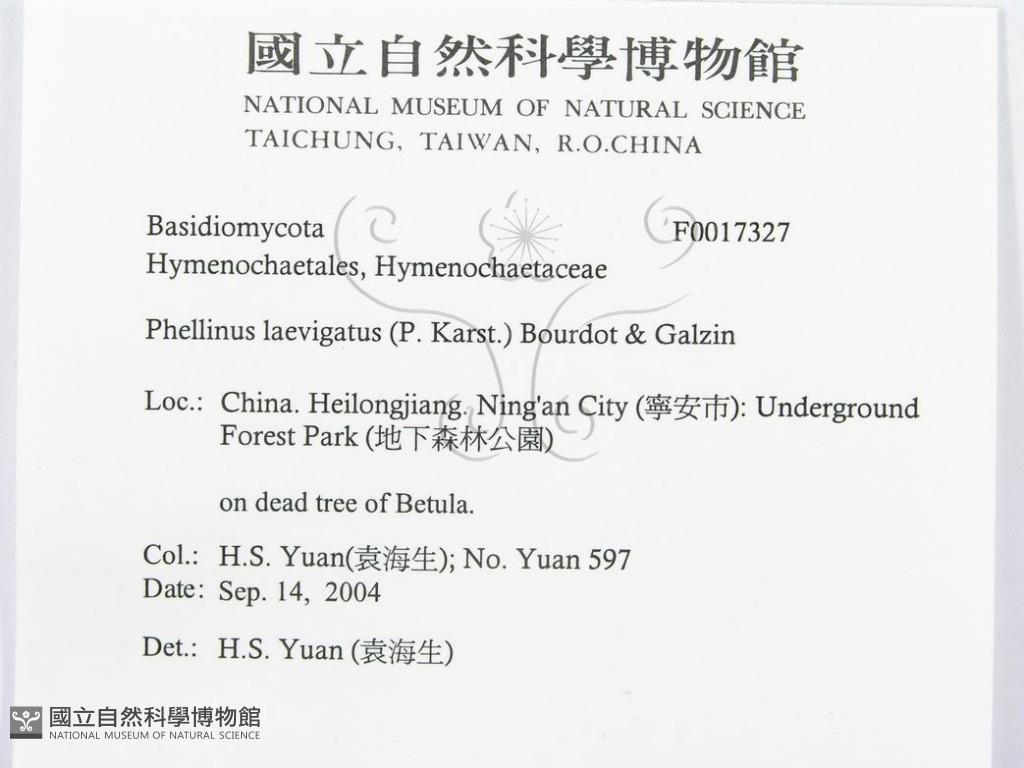 國立自然科學博物館
NATIONAL MUSEUM OF NATURAL SCIENCE
TAICHUNG, TAIWAN, R.O.CHINA
Basidiomycota F0017327
Hymenochaetales, Hymenochaetaceae
Phellinus laevigatus (P. Karst.) Bourdot & Galzin
Loc.: China. Heilongjiang. Ning'an City (寧安市): Underground
Forest Park (地下森林公園)
on dead tree of Betula.
Col.: H.S. Yuan(袁海生); No. Yuan 597
Date: Sep. 14, 2004
Det.: H.S. Yuan (袁海生)
國立自然科學博物館
NATIONAL MUSEUM OF NATURAL SCIENCE